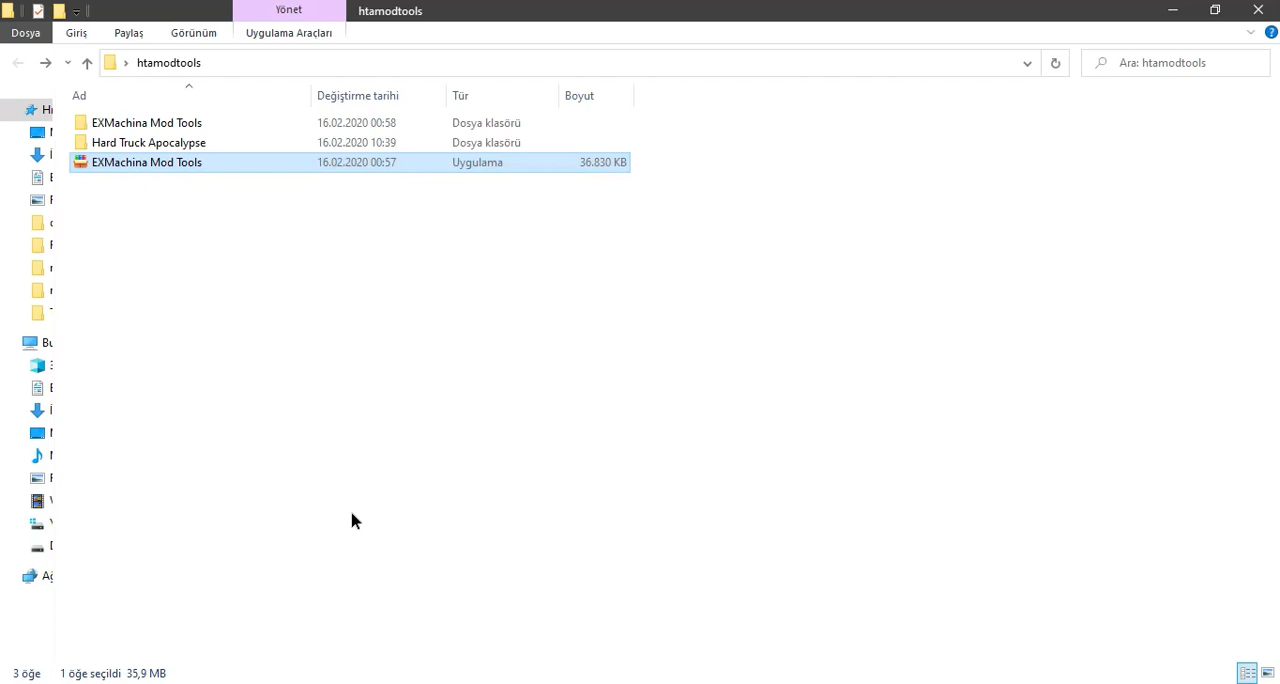 Yönet
htamodtools
Dosya
Giriş
Paylaş
Görünüm
Uygulama Araçları
htamodtools
Ara: htamodtools
Ad
Değiştirme tarihi
Tür
Boyut
EXMachina Mod Tools 16.02.2020 00:58 Dosya klasörü
Hard Truck Apocalypse 16.02.2020 10:39 Dosya klasörü
EXMachina Mod Tools 16.02.2020 00:57 Uygulama 36.830 KB
3 öğe
1 öğe seçildi 35,9 MB